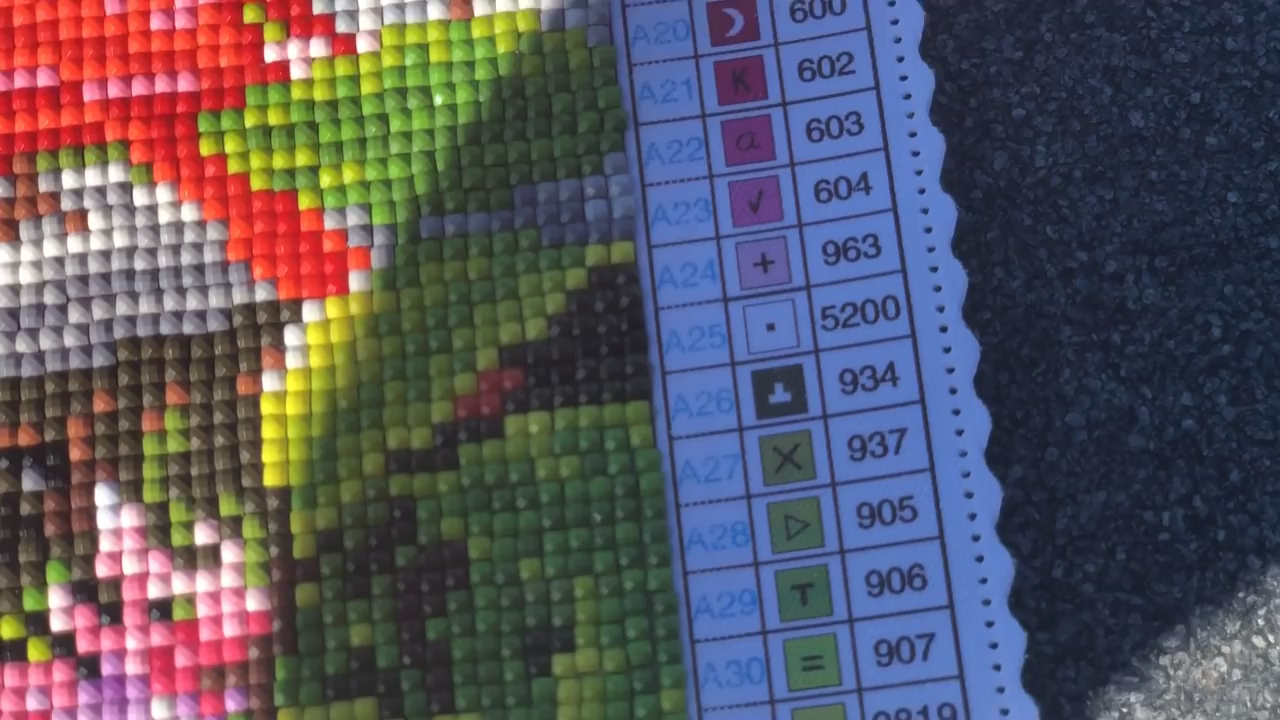 A20 ☽ 600
A21 K 602
A22 a 603
A23 ✓ 604
A24 + 963
A25 ▪ 5200
A26 ┻ 934
A27 × 937
A28 ▷ 905
A29 T 906
A30 = 907